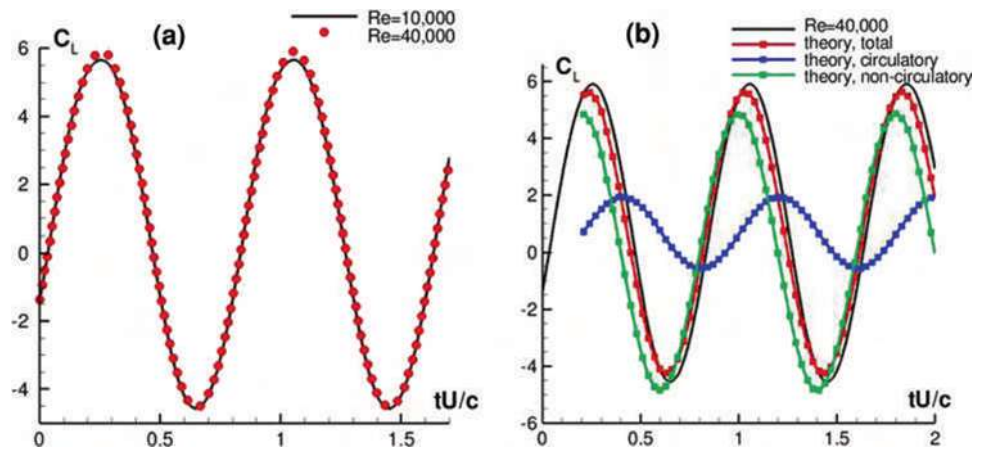 Re=10,000
Re=40,000
C_L
(a)
6
4
2
0
-2
-4
0
0.5
1
1.5
tU/c
Re=40,000
theory, total
theory, circulatory
theory, non-circulatory
(b)
C_L
6
4
2
0
-2
-4
-6
0
0.5
1
1.5
2
tU/c